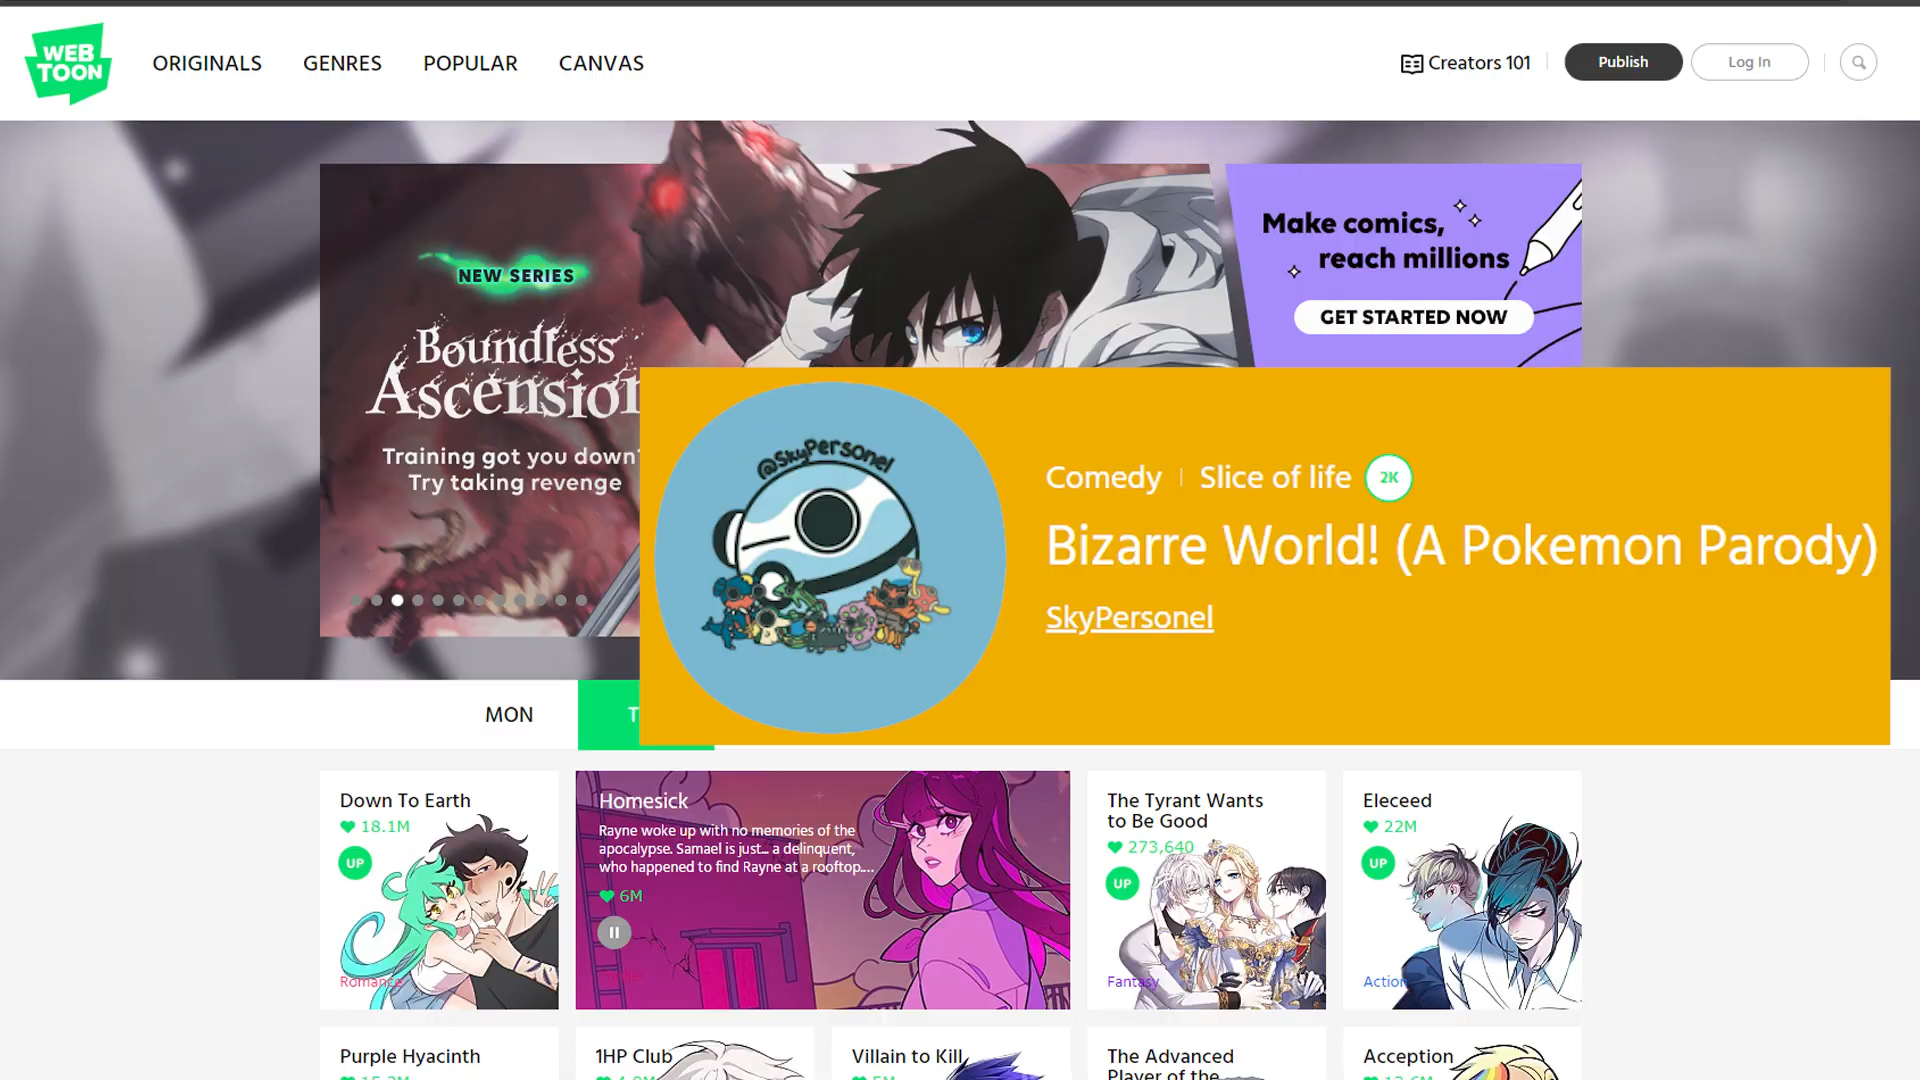 WEB
TOON
ORIGINALS
GENRES
POPULAR
CANVAS
Creators 101
Publish
Log In
NEW SERIES
Boundless
Ascension
Training got you down?
Try taking revenge
Make comics,
reach millions
GET STARTED NOW
@SkyPersonel
Comedy | Slice of life 2K
Bizarre World! (A Pokemon Parody)
SkyPersonel
MON
T
Down To Earth
18.1M
UP
Romance
Homesick
Rayne woke up with no memories of the
apocalypse. Samael is just... a delinquent,
who happened to find Rayne at a rooftop....
6M
The Tyrant Wants
to Be Good
273,640
UP
Fantasy
Eleceed
22M
UP
Action
Purple Hyacinth
1HP Club
Villain to Kill
The Advanced
Player of the
Acception